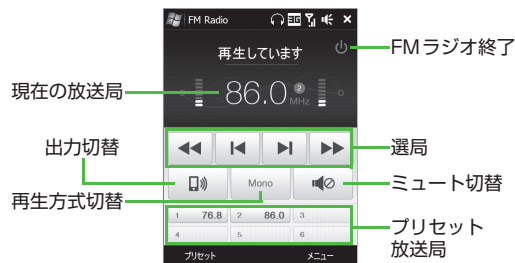 FM Radio
再生しています
FMラジオ終了
現在の放送局
86.0 2 MHz
選局
出力切替
Mono
ミュート切替
再生方式切替
1 76.8 2 86.0 3
4 5 6
プリセット
放送局
プリセット メニュー